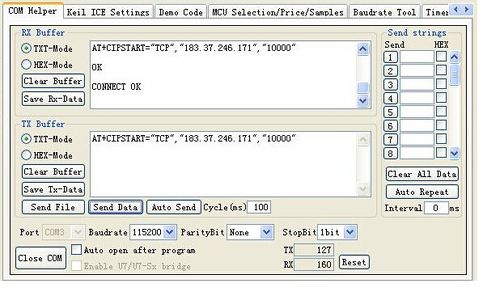 COM Helper Keil ICE Settings Demo Code MCU Selection/Price/Samples Baudrate Tool Timer
RX Buffer
TXT-Mode
HEX-Mode
Clear Buffer
Save Rx-Data
AT+CIPSTART="TCP","183.37.246.171","10000"
OK
CONNECT OK
TX Buffer
TXT-Mode
HEX-Mode
Clear Buffer
Save Tx-Data
AT+CIPSTART="TCP","183.37.246.171","10000"
Send File Send Data Auto Send Cycle(ms) 100
Send strings
Send HEX
1
2
3
4
5
6
7
8
Clear All Data
Auto Repeat
Interval 0 ms
Port COM3 Baudrate 115200 ParityBit None StopBit 1bit
Close COM
Auto open after program
Enable U7/U7-Sx bridge
TX 127
RX 160
Reset